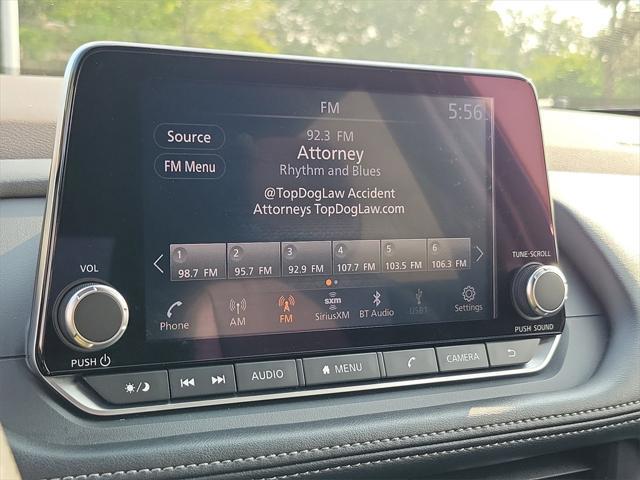 FM
5:56
Source
92.3 FM
FM Menu
Attorney
Rhythm and Blues
@TopDogLaw Accident
Attorneys TopDogLaw.com
1 2 3 4 5 6
98.7 FM 95.7 FM 92.9 FM 107.7 FM 103.5 FM 106.3 FM
Phone AM FM sxm SiriusXM BT Audio USB1 Settings
VOL
PUSH
TUNE·SCROLL
PUSH SOUND
AUDIO MENU CAMERA